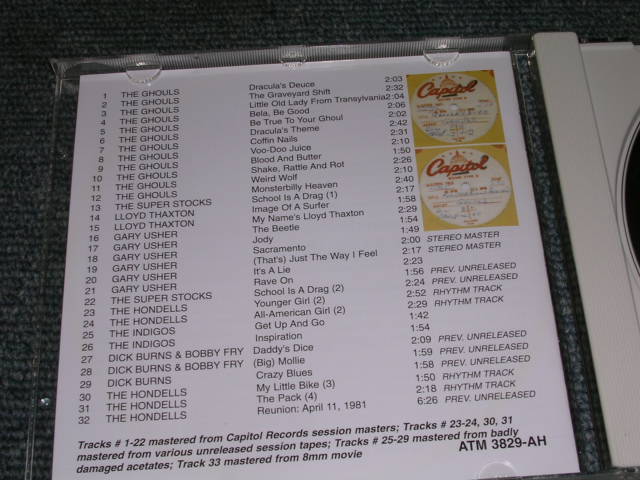 1 THE GHOULS Dracula's Deuce 2:03
2 THE GHOULS The Graveyard Shift 2:32
3 THE GHOULS Little Old Lady From Transylvania 2:04
4 THE GHOULS Bela, Be Good 2:06
5 THE GHOULS Be True To Your Ghoul 2:02
6 THE GHOULS Dracula's Theme 2:42
7 THE GHOULS Coffin Nails 2:31
8 THE GHOULS Voo-Doo Juice 2:10
9 THE GHOULS Blood And Butter 1:50
10 THE GHOULS Shake, Rattle And Rot 2:26
11 THE GHOULS Weird Wolf 2:10
12 THE GHOULS Monsterbilly Heaven 2:40
13 THE SUPER STOCKS School Is A Drag (1) 2:17
14 LLOYD THAXTON Image Of A Surfer 1:58
15 LLOYD THAXTON My Name's Lloyd Thaxton 2:29
16 GARY USHER The Beetle 1:54
17 GARY USHER Jody 1:49
18 GARY USHER Sacramento 2:00 STEREO MASTER
19 GARY USHER (That's) Just The Way I Feel 2:17 STEREO MASTER
20 GARY USHER It's A Lie 2:23
21 GARY USHER Rave On 1:56 PREV. UNRELEASED
22 THE SUPER STOCKS School Is A Drag (2) 2:24 PREV. UNRELEASED
23 THE HONDELLS Younger Girl (2) 2:52 RHYTHM TRACK
24 THE HONDELLS All-American Girl (2) 2:29 RHYTHM TRACK
25 THE INDIGOS Get Up And Go 1:42
26 THE INDIGOS Inspiration 1:54
27 DICK BURNS & BOBBY FRY Daddy's Dice 2:09 PREV. UNRELEASED
28 DICK BURNS & BOBBY FRY (Big) Mollie 1:59 PREV. UNRELEASED
29 DICK BURNS Crazy Blues 1:58 PREV. UNRELEASED
30 THE HONDELLS My Little Bike (3) 1:50 RHYTHM TRACK
31 THE HONDELLS The Pack (4) 2:18 RHYTHM TRACK
32 THE HONDELLS Reunion: April 11, 1981 6:26 PREV. UNRELEASED
Tracks # 1-22 mastered from Capitol Records session masters; Tracks # 23-24, 30, 31
mastered from various unreleased session tapes; Tracks # 25-29 mastered from badly
damaged acetates; Track 33 mastered from 8mm movie
ATM 3829-AH
Capitol
Capitol